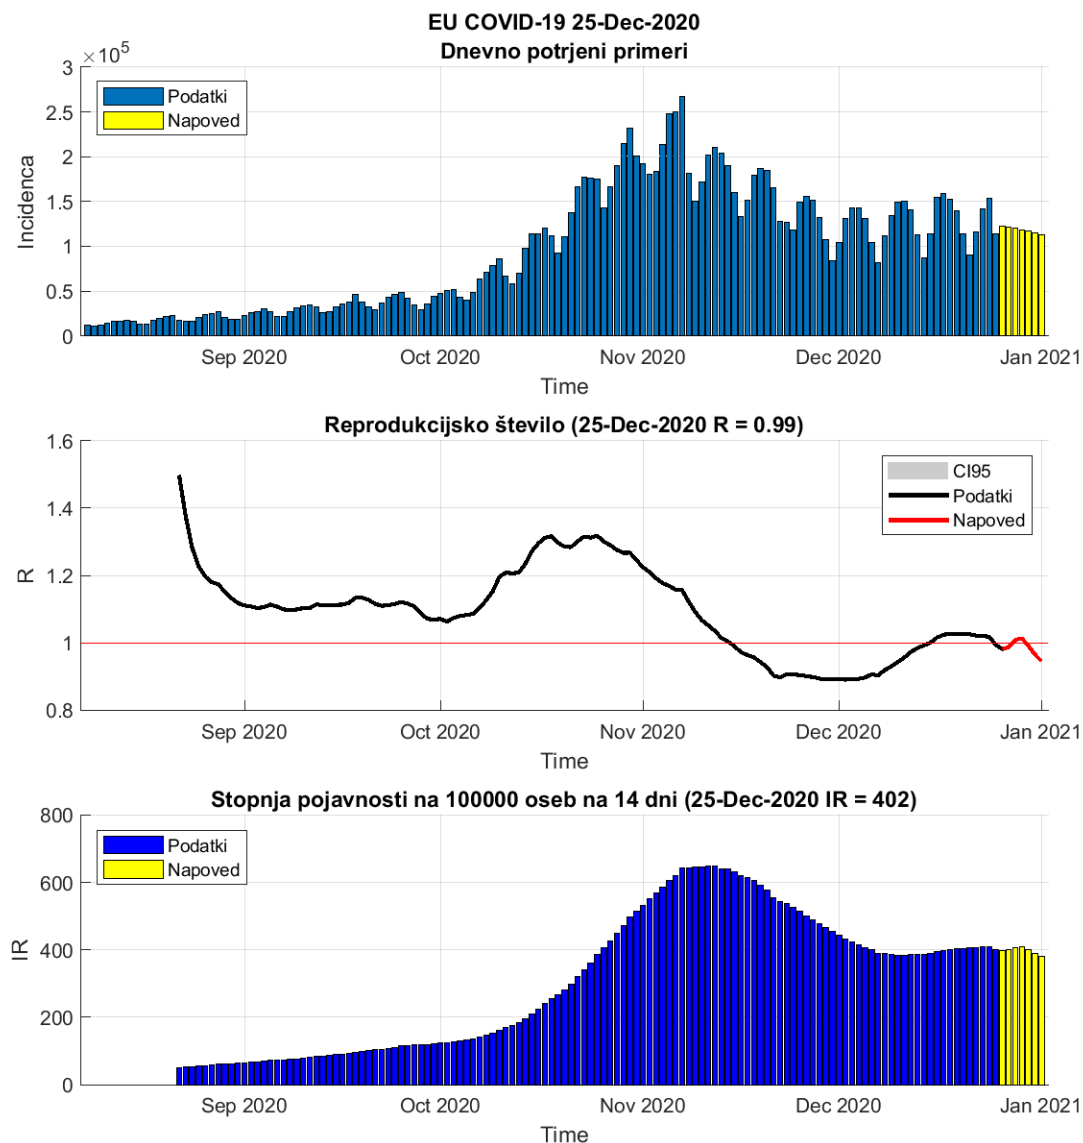 EU COVID-19 25-Dec-2020
Dnevno potrjeni primeri
×10^5
3
2.5
2
1.5
1
0.5
0
Incidenca
Podatki
Napoved
Sep 2020 Oct 2020 Nov 2020 Dec 2020 Jan 2021
Time
Reprodukcijsko število (25-Dec-2020 R = 0.99)
1.6
1.4
1.2
1
0.8
R
CI95
Podatki
Napoved
Sep 2020 Oct 2020 Nov 2020 Dec 2020 Jan 2021
Time
Stopnja pojavnosti na 100000 oseb na 14 dni (25-Dec-2020 IR = 402)
800
600
400
200
0
IR
Podatki
Napoved
Sep 2020 Oct 2020 Nov 2020 Dec 2020 Jan 2021
Time